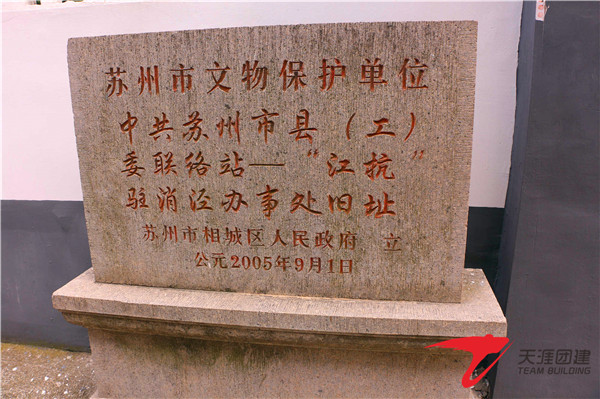 苏州市文物保护单位
中共苏州市县（工）
委联络站—“江杭”
驻消泾办事处旧址
苏州市相城区人民政府 立
公元2005年9月1日
天涯团建
TEAM BUILDING